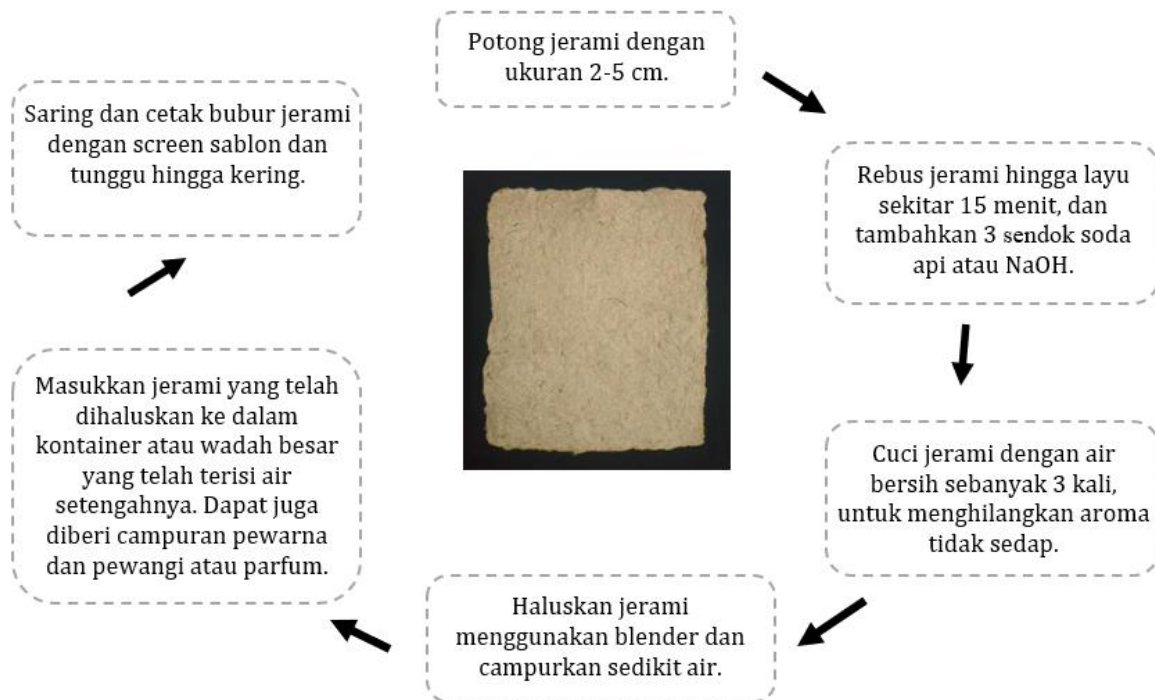 Potong jerami dengan
ukuran 2-5 cm.
Rebus jerami hingga layu
sekitar 15 menit, dan
tambahkan 3 sendok soda
api atau NaOH.
Cuci jerami dengan air
bersih sebanyak 3 kali,
untuk menghilangkan aroma
tidak sedap.
Haluskan jerami
menggunakan blender dan
campurkan sedikit air.
Masukkan jerami yang telah
dihaluskan ke dalam
kontainer atau wadah besar
yang telah terisi air
setengahnya. Dapat juga
diberi campuran pewarna
dan pewangi atau parfum.
Saring dan cetak bubur jerami
dengan screen sablon dan
tunggu hingga kering.